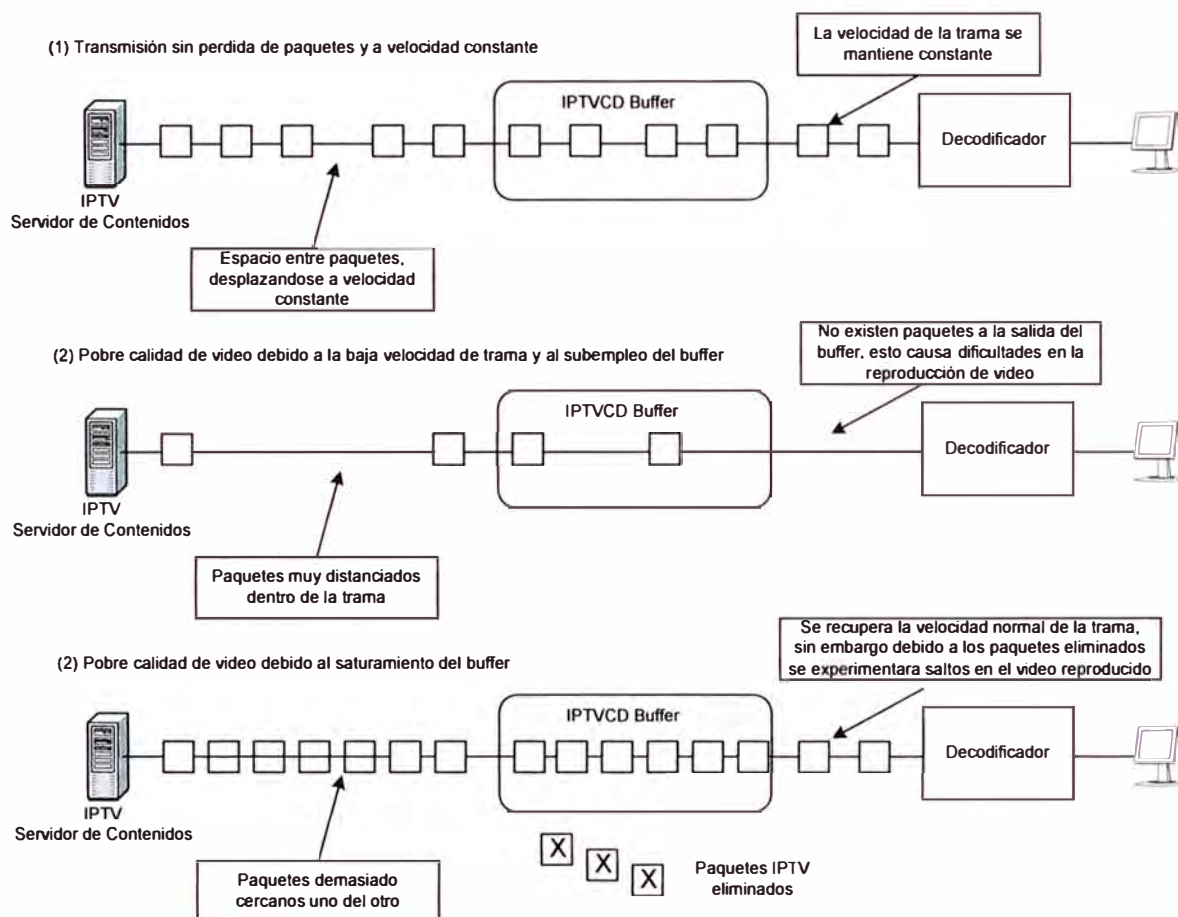 (1) Transmisión sin perdida de paquetes y a velocidad constante
La velocidad de la trama se
mantiene constante
IPTVCD Buffer
Decodificador
IPTV
Servidor de Contenidos
Espacio entre paquetes,
desplazandose a velocidad
constante
(2) Pobre calidad de video debido a la baja velocidad de trama y al subempleo del buffer
No existen paquetes a la salida del
buffer, esto causa dificultades en la
reproducción de video
IPTVCD Buffer
Decodificador
IPTV
Servidor de Contenidos
Paquetes muy distanciados
dentro de la trama
(2) Pobre calidad de video debido al saturamiento del buffer
Se recupera la velocidad normal de la trama,
sin embargo debido a los paquetes eliminados
se experimentara saltos en el video reproducido
IPTVCD Buffer
Decodificador
IPTV
Servidor de Contenidos
Paquetes demasiado
cercanos uno del otro
X
X
X
Paquetes IPTV
eliminados